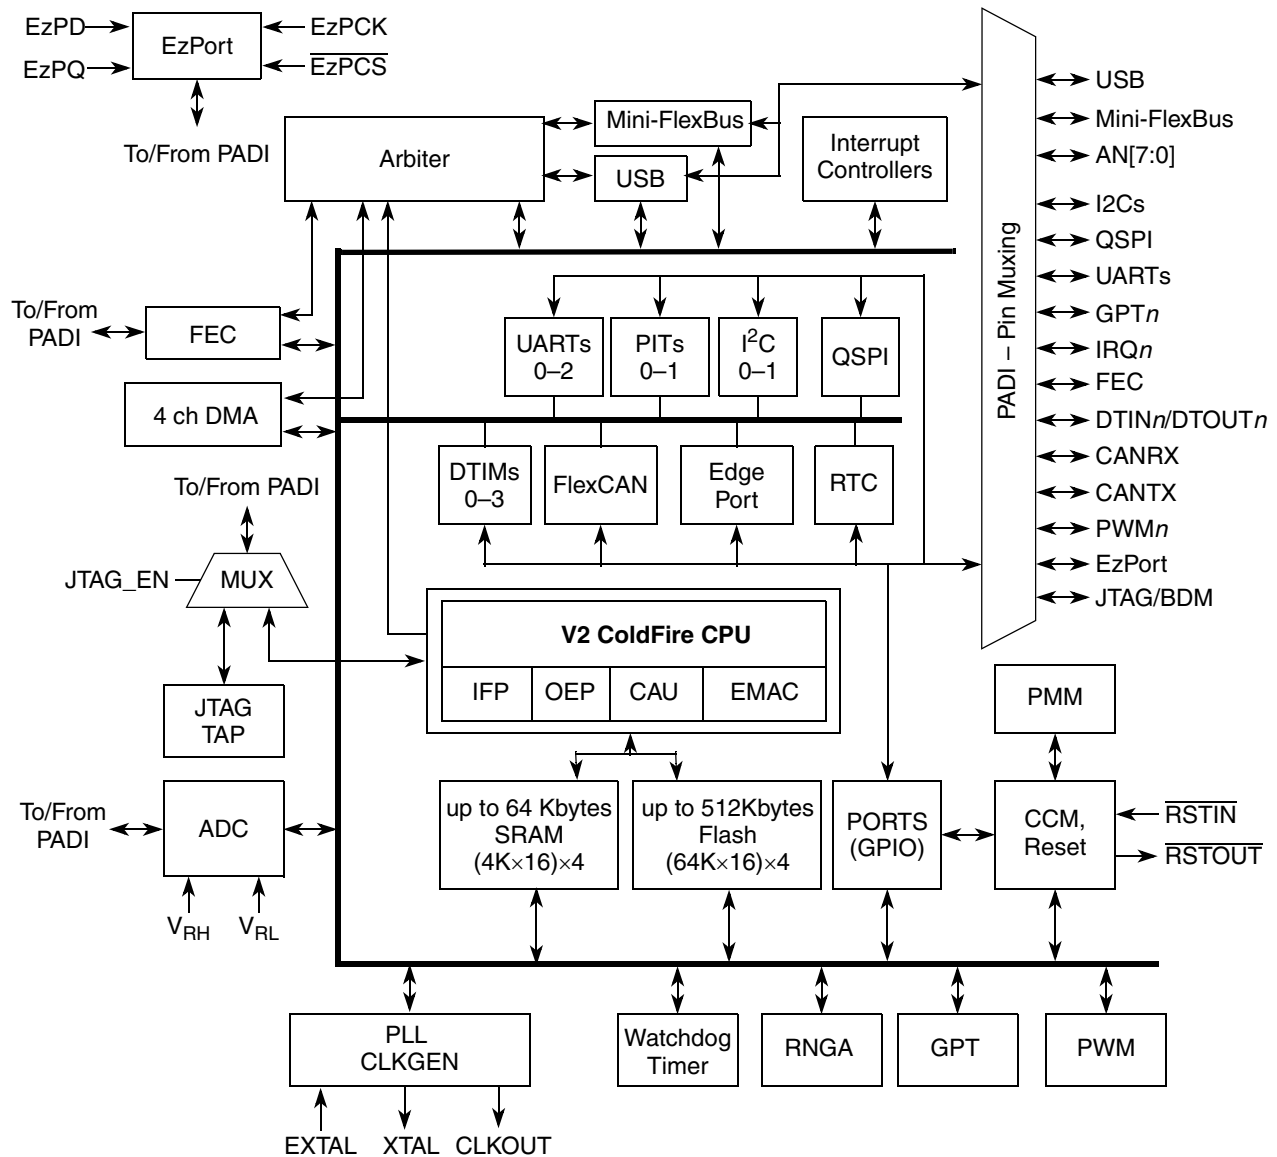 EzPD
EzPQ
EzPort
EzPCK
EzPCS
To/From PADI
Arbiter
Mini-FlexBus
USB
Interrupt
Controllers
PADI – Pin Muxing
USB
Mini-FlexBus
AN[7:0]
I2Cs
QSPI
UARTs
GPTn
IRQn
FEC
DTINn/DTOUTn
CANRX
CANTX
PWMn
EzPort
JTAG/BDM
To/From
PADI
FEC
4 ch DMA
UARTs
0–2
PITs
0–1
I²C
0–1
QSPI
DTIMs
0–3
FlexCAN
Edge
Port
RTC
To/From PADI
JTAG_EN
MUX
JTAG
TAP
V2 ColdFire CPU
IFP
OEP
CAU
EMAC
PMM
To/From
PADI
ADC
VRH
VRL
up to 64 Kbytes
SRAM
(4K×16)×4
up to 512Kbytes
Flash
(64K×16)×4
PORTS
(GPIO)
CCM,
Reset
RSTIN
RSTOUT
PLL
CLKGEN
Watchdog
Timer
RNGA
GPT
PWM
EXTAL
XTAL
CLKOUT